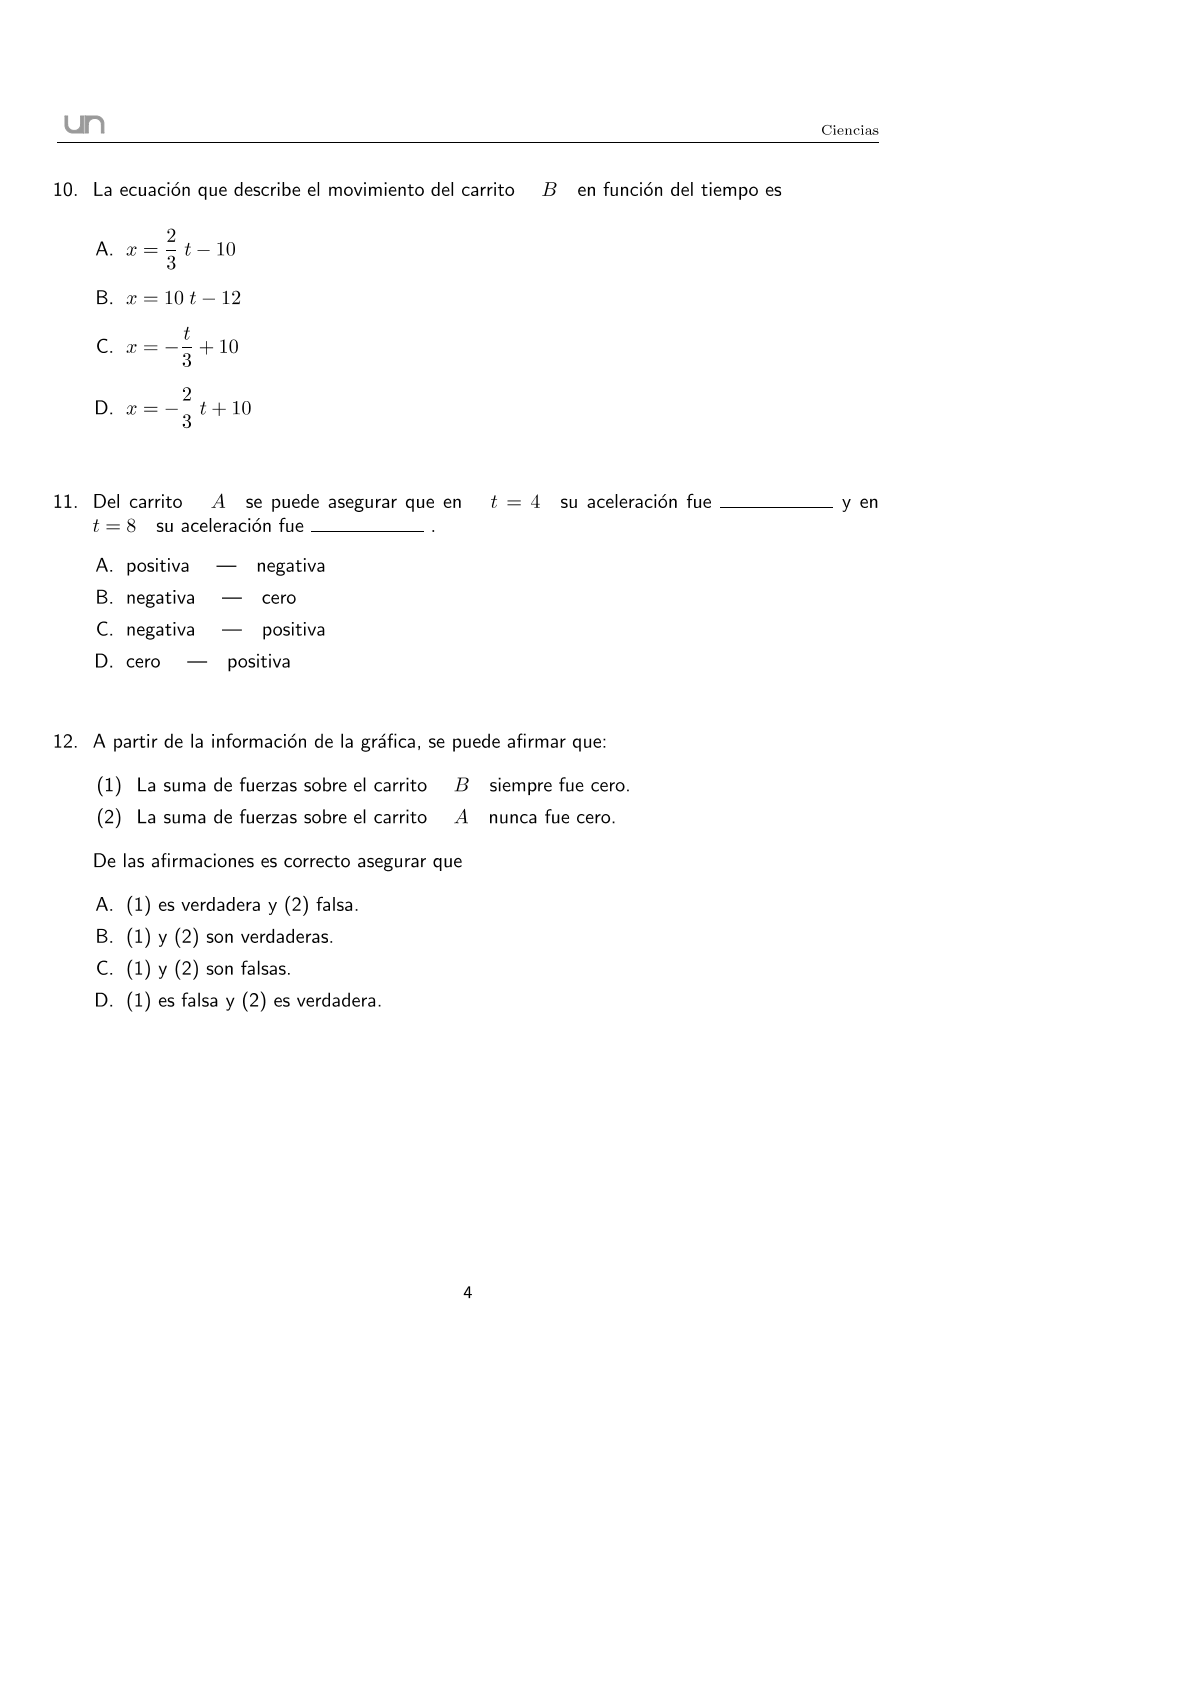 un
Ciencias
10. La ecuación que describe el movimiento del carrito B en función del tiempo es
A. x = 2/3 t − 10
B. x = 10 t − 12
C. x = − t/3 + 10
D. x = − 2/3 t + 10
11. Del carrito A se puede asegurar que en t = 4 su aceleración fue ____________ y en
t = 8 su aceleración fue ____________ .
A. positiva — negativa
B. negativa — cero
C. negativa — positiva
D. cero — positiva
12. A partir de la información de la gráfica, se puede afirmar que:
(1) La suma de fuerzas sobre el carrito B siempre fue cero.
(2) La suma de fuerzas sobre el carrito A nunca fue cero.
De las afirmaciones es correcto asegurar que
A. (1) es verdadera y (2) falsa.
B. (1) y (2) son verdaderas.
C. (1) y (2) son falsas.
D. (1) es falsa y (2) es verdadera.
4